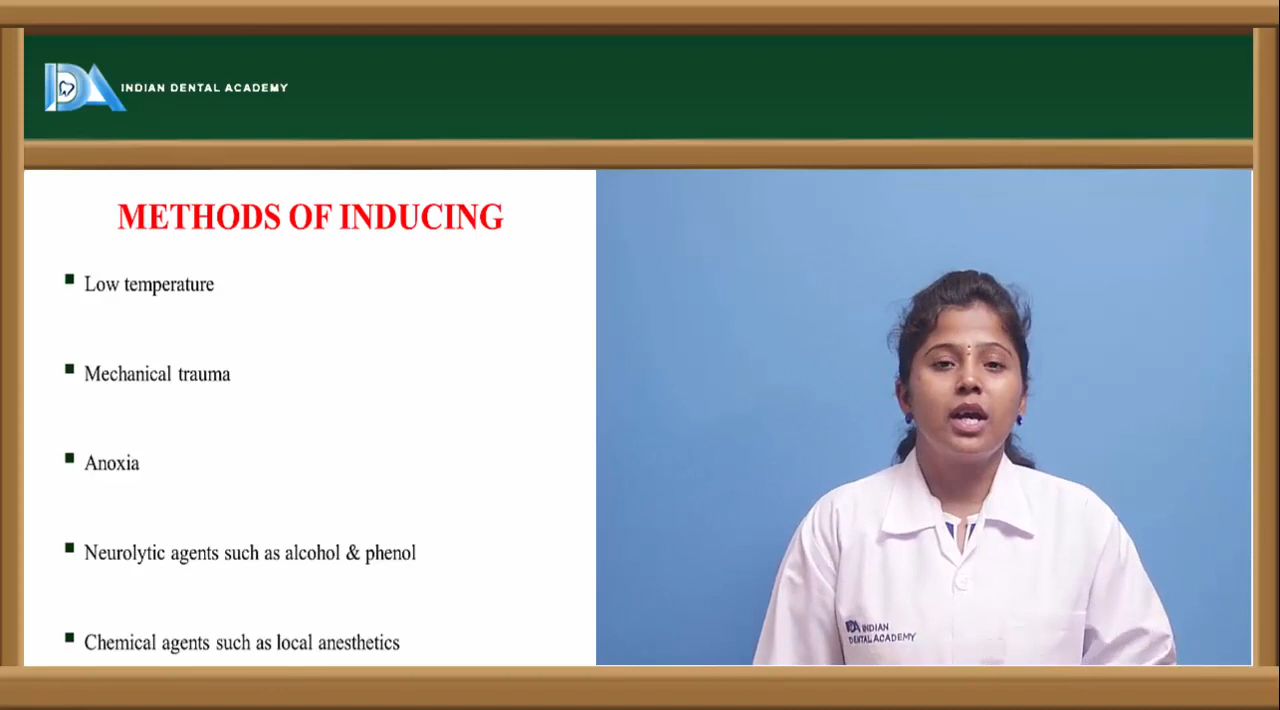 INDIAN DENTAL ACADEMY
METHODS OF INDUCING
Low temperature
Mechanical trauma
Anoxia
Neurolytic agents such as alcohol & phenol
Chemical agents such as local anesthetics
IDA INDIAN
DENTAL ACADEMY